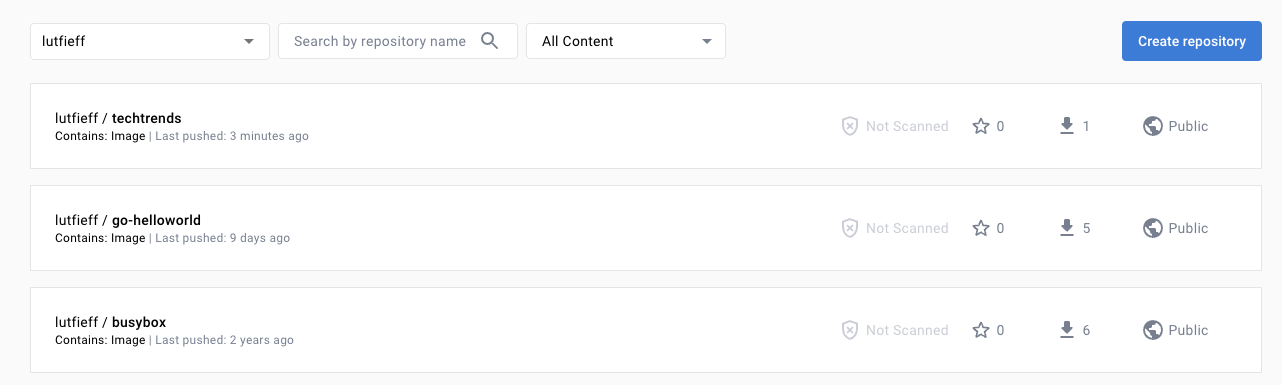 lutfieff
Search by repository name
All Content
Create repository
lutfieff / techtrends
Contains: Image | Last pushed: 3 minutes ago
Not Scanned
0
1
Public
lutfieff / go-helloworld
Contains: Image | Last pushed: 9 days ago
Not Scanned
0
5
Public
lutfieff / busybox
Contains: Image | Last pushed: 2 years ago
Not Scanned
0
6
Public